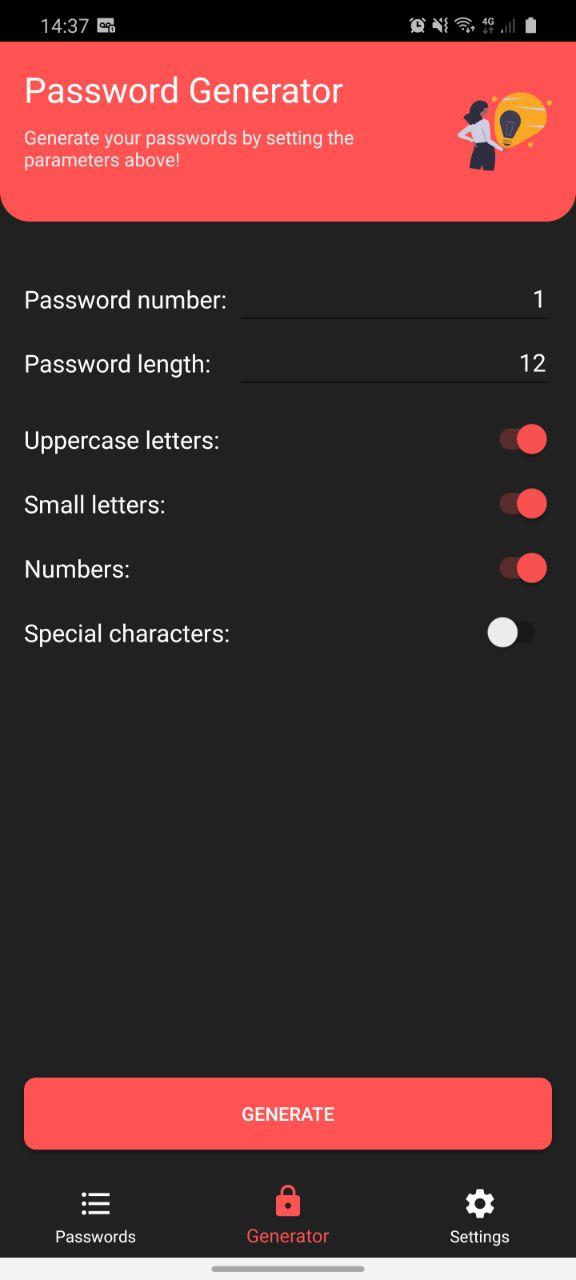 14:37
4G
Password Generator
Generate your passwords by setting the
parameters above!
Password number: 1
Password length: 12
Uppercase letters:
Small letters:
Numbers:
Special characters:
GENERATE
Passwords Generator Settings